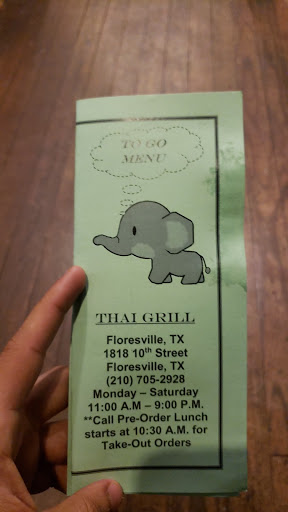 TO GO
MENU
THAI GRILL
Floresville, TX
1818 10th Street
Floresville, TX
(210) 705-2928
Monday – Saturday
11:00 A.M – 9:00 P.M.
**Call Pre-Order Lunch
starts at 10:30 A.M. for
Take-Out Orders